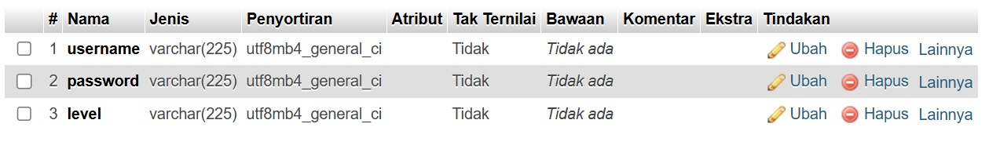 # Nama Jenis Penyortiran Atribut Tak Ternilai Bawaan Komentar Ekstra Tindakan
1 username varchar(225) utf8mb4_general_ci Tidak Tidak ada Ubah Hapus Lainnya
2 password varchar(225) utf8mb4_general_ci Tidak Tidak ada Ubah Hapus Lainnya
3 level varchar(225) utf8mb4_general_ci Tidak Tidak ada Ubah Hapus Lainnya